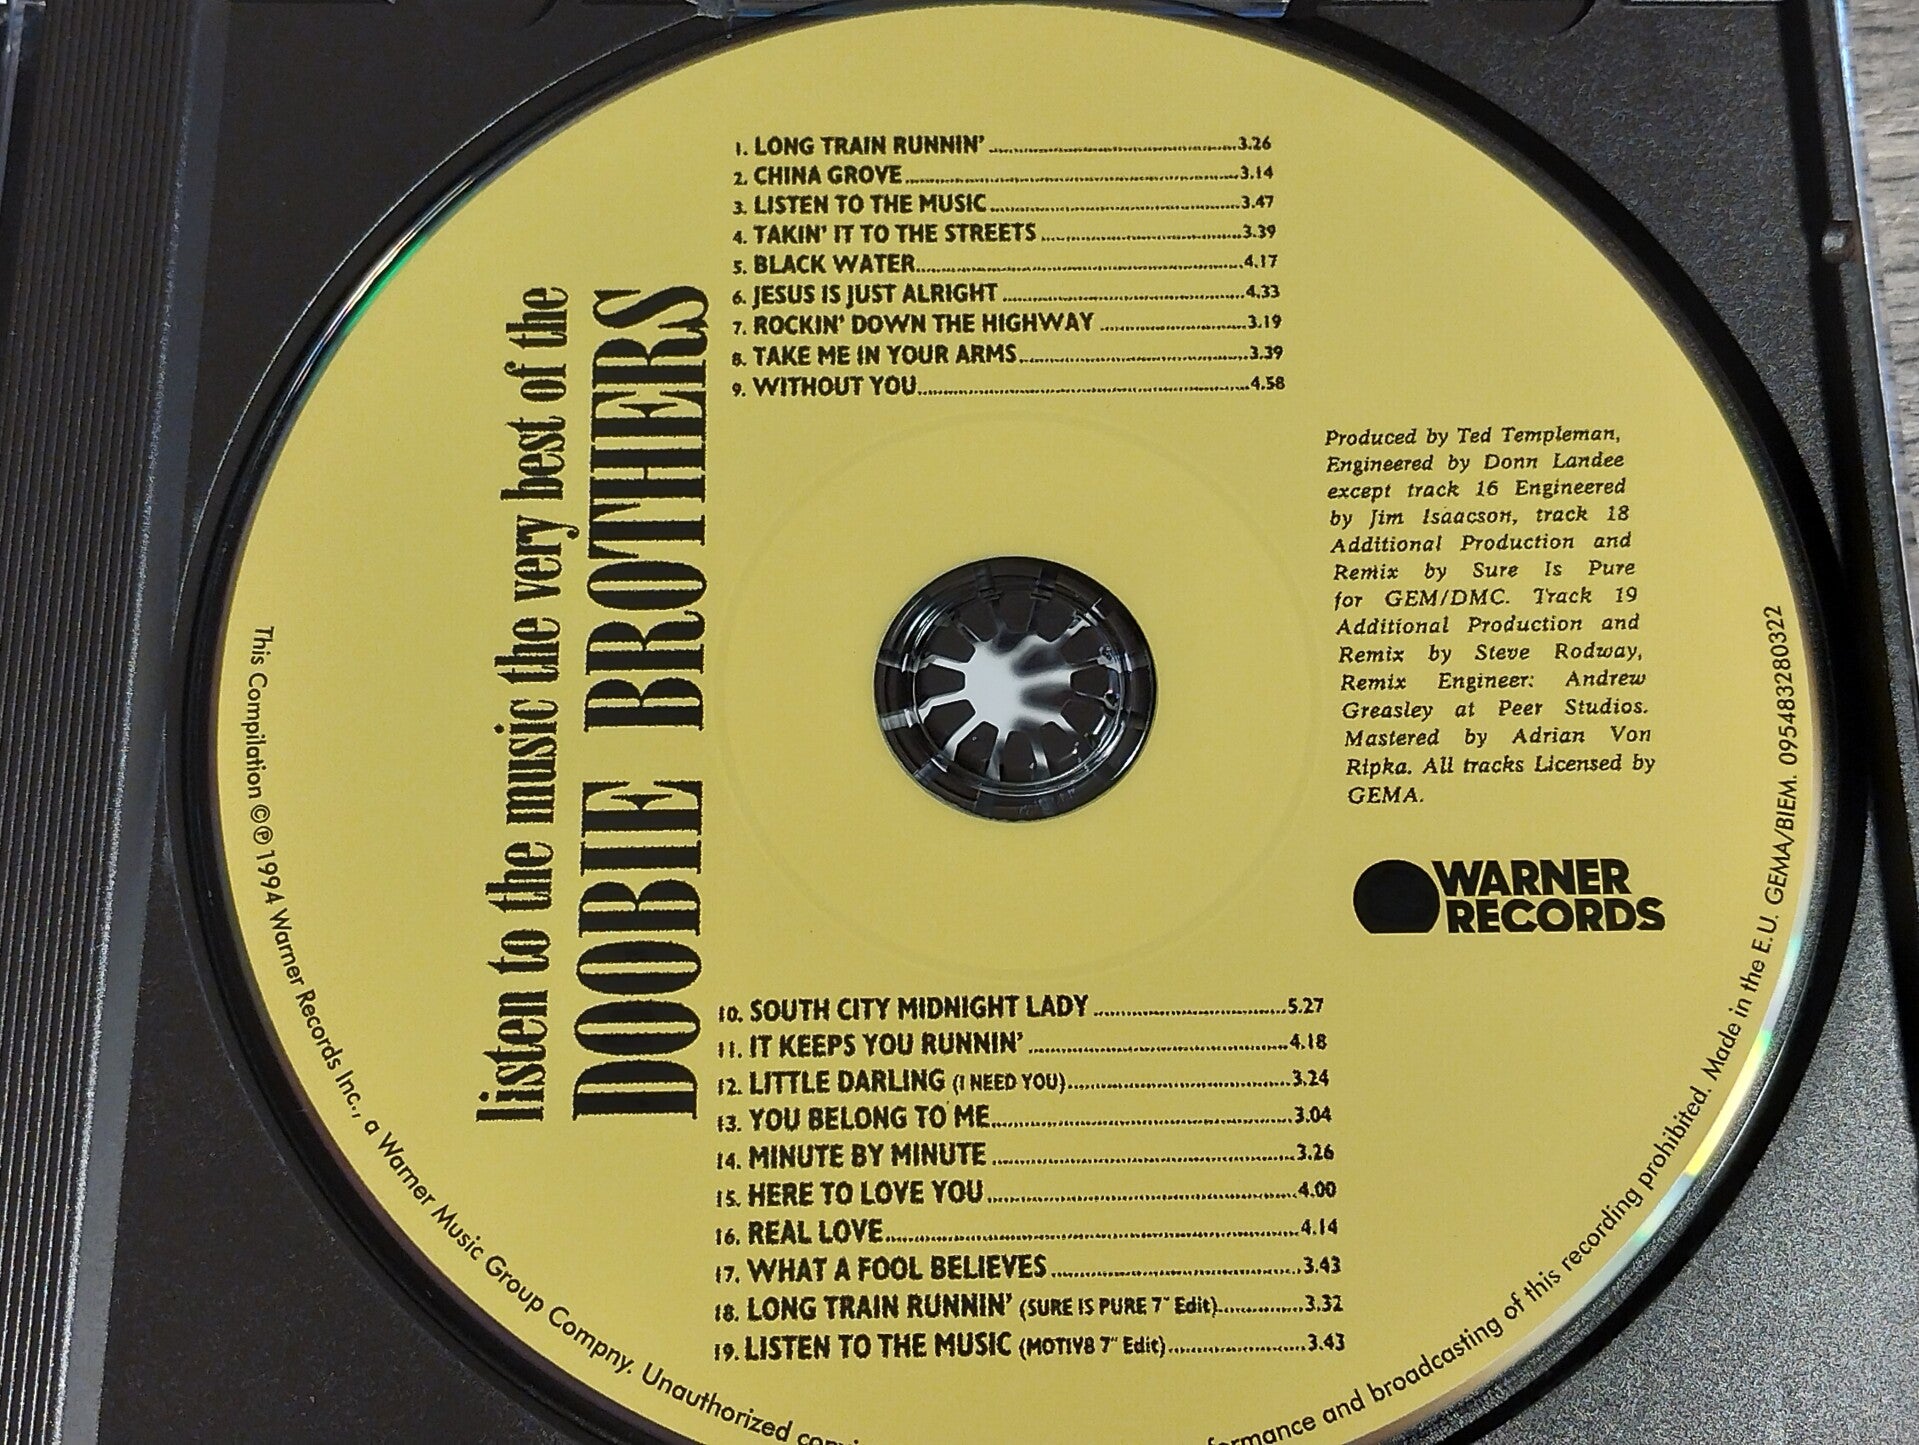 listen to the music the very best of the
DOOBIE BROTHERS
1. LONG TRAIN RUNNIN' 3.26
2. CHINA GROVE 3.14
3. LISTEN TO THE MUSIC 3.47
4. TAKIN' IT TO THE STREETS 3.39
5. BLACK WATER 4.17
6. JESUS IS JUST ALRIGHT 4.33
7. ROCKIN' DOWN THE HIGHWAY 3.19
8. TAKE ME IN YOUR ARMS 3.39
9. WITHOUT YOU 4.58
Produced by Ted Templeman,
Engineered by Donn Landee
except track 16 Engineered
by Jim Isaacson, track 18
Additional Production and
Remix by Sure Is Pure
for GEM/DMC. Track 19
Additional Production and
Remix by Steve Rodway,
Remix Engineer: Andrew
Greasley at Peer Studios.
Mastered by Adrian Von
Ripka. All tracks Licensed by
GEMA.
WARNER
RECORDS
10. SOUTH CITY MIDNIGHT LADY 5.27
11. IT KEEPS YOU RUNNIN' 4.18
12. LITTLE DARLING (I NEED YOU) 3.24
13. YOU BELONG TO ME 3.04
14. MINUTE BY MINUTE 3.26
15. HERE TO LOVE YOU 4.00
16. REAL LOVE 4.14
17. WHAT A FOOL BELIEVES 3.43
18. LONG TRAIN RUNNIN' (SURE IS PURE 7" Edit) 3.32
19. LISTEN TO THE MUSIC (MOTIV8 7" Edit) 3.43
This Compilation ©℗ 1994 Warner Records Inc., a Warner Music Group Compny. Unauthorized and broadcasting of this recording prohibited. Made in the E.U. GEMA/BIEM. 095483280322